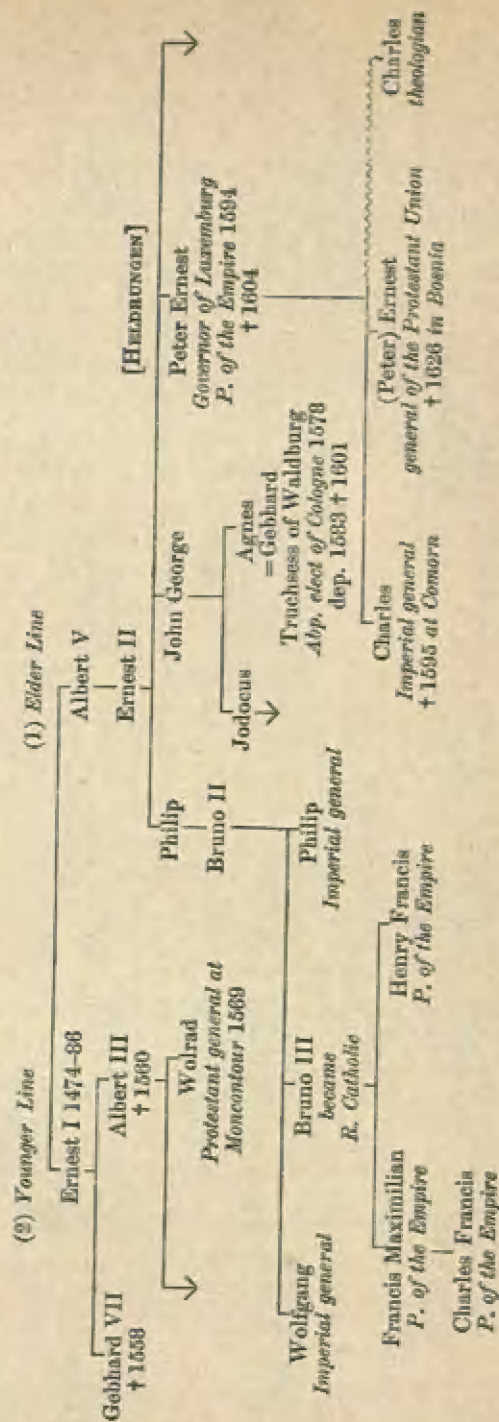 (2) Younger Line
(1) Elder Line
Ernest I 1474–86
Albert V
Gebhard VII
† 1558
Albert III
† 1560
Ernest II
Wolrad
Protestant general at
Moncontour 1569
[HELDRUNGEN]
Philip
John George
Peter Ernest
Governor of Luxemburg
P. of the Empire 1594
† 1604
Bruno II
Jodocus
Agnes
=Gebhard
Truchsess of Waldburg
Abp. elect of Cologne 1578
dep. 1583 † 1601
Wolfgang
Imperial general
Bruno III
became
R. Catholic
Philip
Imperial general
Charles
Imperial general
† 1595 at Comorn
(Peter) Ernest
general of the Protestant Union
† 1626 in Bosnia
Charles
theologian
Francis Maximilian
P. of the Empire
Henry Francis
P. of the Empire
Charles Francis
P. of the Empire